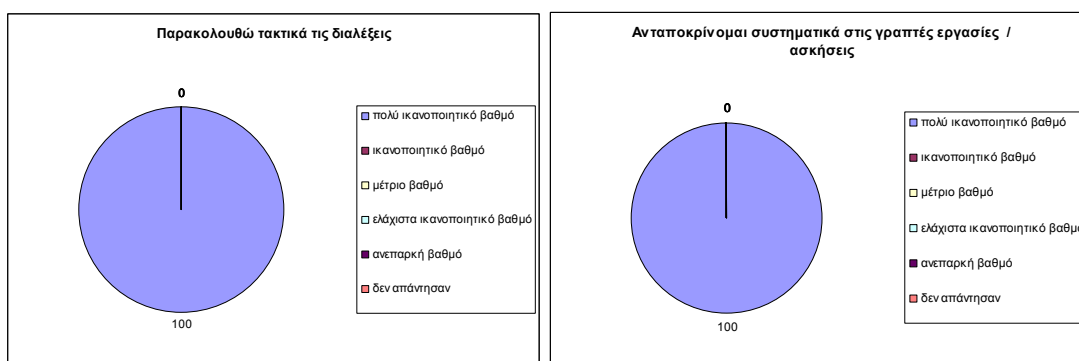 Παρακολουθώ τακτικά τις διαλέξεις
0
πολύ ικανοποιητικό βαθμό
ικανοποιητικό βαθμό
μέτριο βαθμό
ελάχιστα ικανοποιητικό βαθμό
ανεπαρκή βαθμό
δεν απάντησαν
100
Ανταποκρίνομαι συστηματικά στις γραπτές εργασίες /
ασκήσεις
0
πολύ ικανοποιητικό βαθμό
ικανοποιητικό βαθμό
μέτριο βαθμό
ελάχιστα ικανοποιητικό βαθμό
ανεπαρκή βαθμό
δεν απάντησαν
100